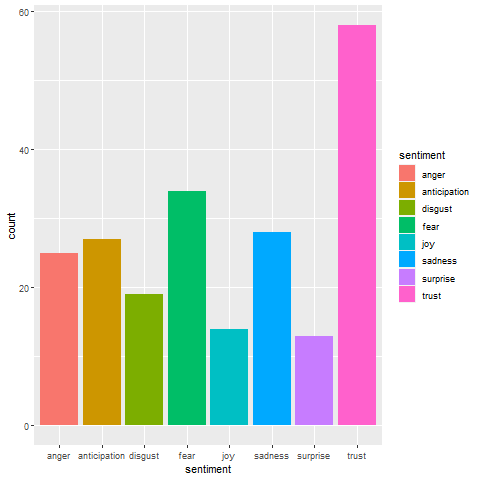 60
40
20
0
count
anger anticipation disgust fear joy sadness surprise trust
sentiment
sentiment
anger
anticipation
disgust
fear
joy
sadness
surprise
trust